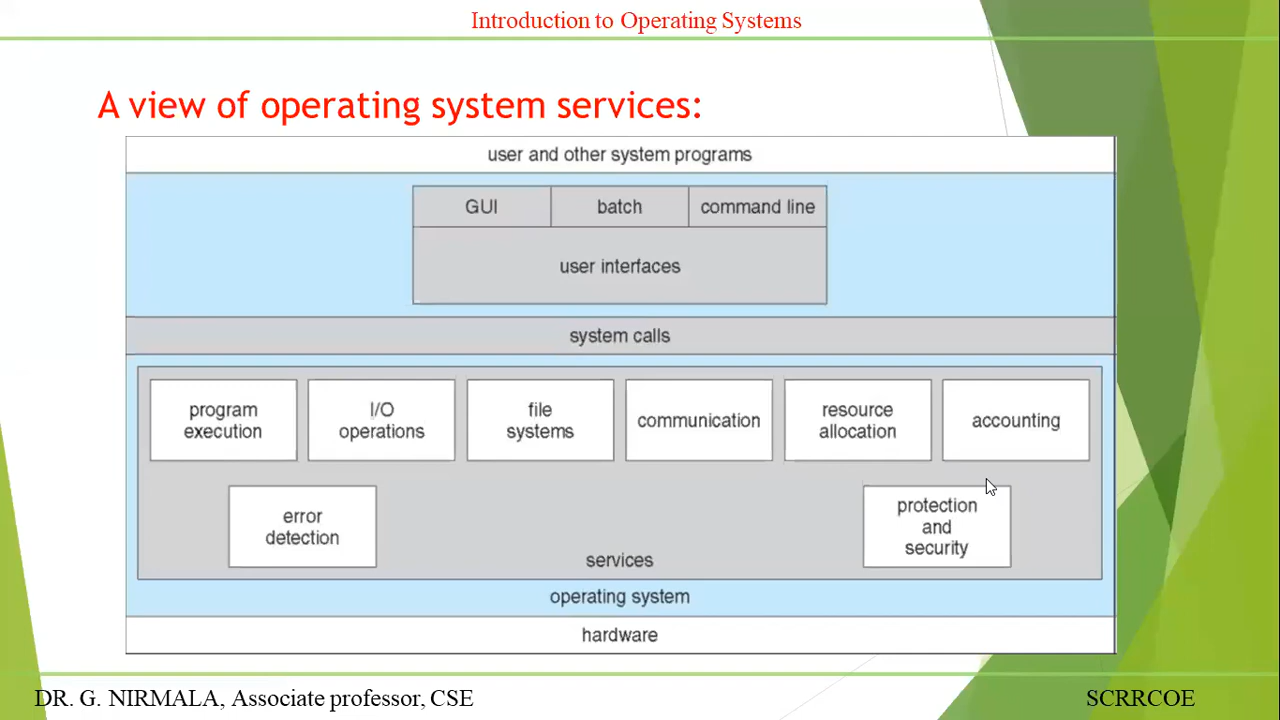 Introduction to Operating Systems
A view of operating system services:
user and other system programs
GUI
batch
command line
user interfaces
system calls
program
execution
I/O
operations
file
systems
communication
resource
allocation
accounting
error
detection
protection
and
security
services
operating system
hardware
DR. G. NIRMALA, Associate professor, CSE
SCRRCOE